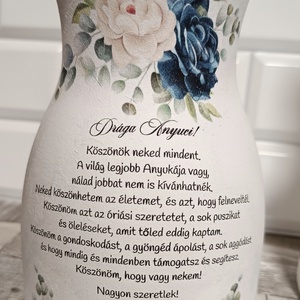 Drága Anyuci!
Köszönök neked mindent.
A világ legjobb Anyukája vagy,
nálad jobbat nem is kívánhatnék.
Neked köszönhetem az életemet, és azt, hogy felneveltél.
Köszönöm azt az óriási szeretetet, a sok puszikat
és öleléseket, amit tőled eddig kaptam.
Köszönöm a gondoskodást, a gyöngéd ápolást, a sok aggódást
és hogy mindig és mindenben támogatsz és segítesz.
Köszönöm, hogy vagy nekem!
Nagyon szeretlek!